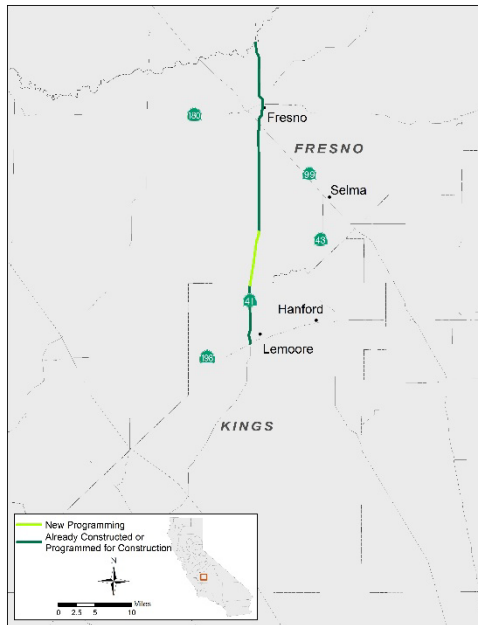 180
Fresno
FRESNO
99
Selma
43
41
Hanford
Lemoore
198
KINGS
New Programming
Already Constructed or
Programmed for Construction
N
Miles
0 2.5 5 10